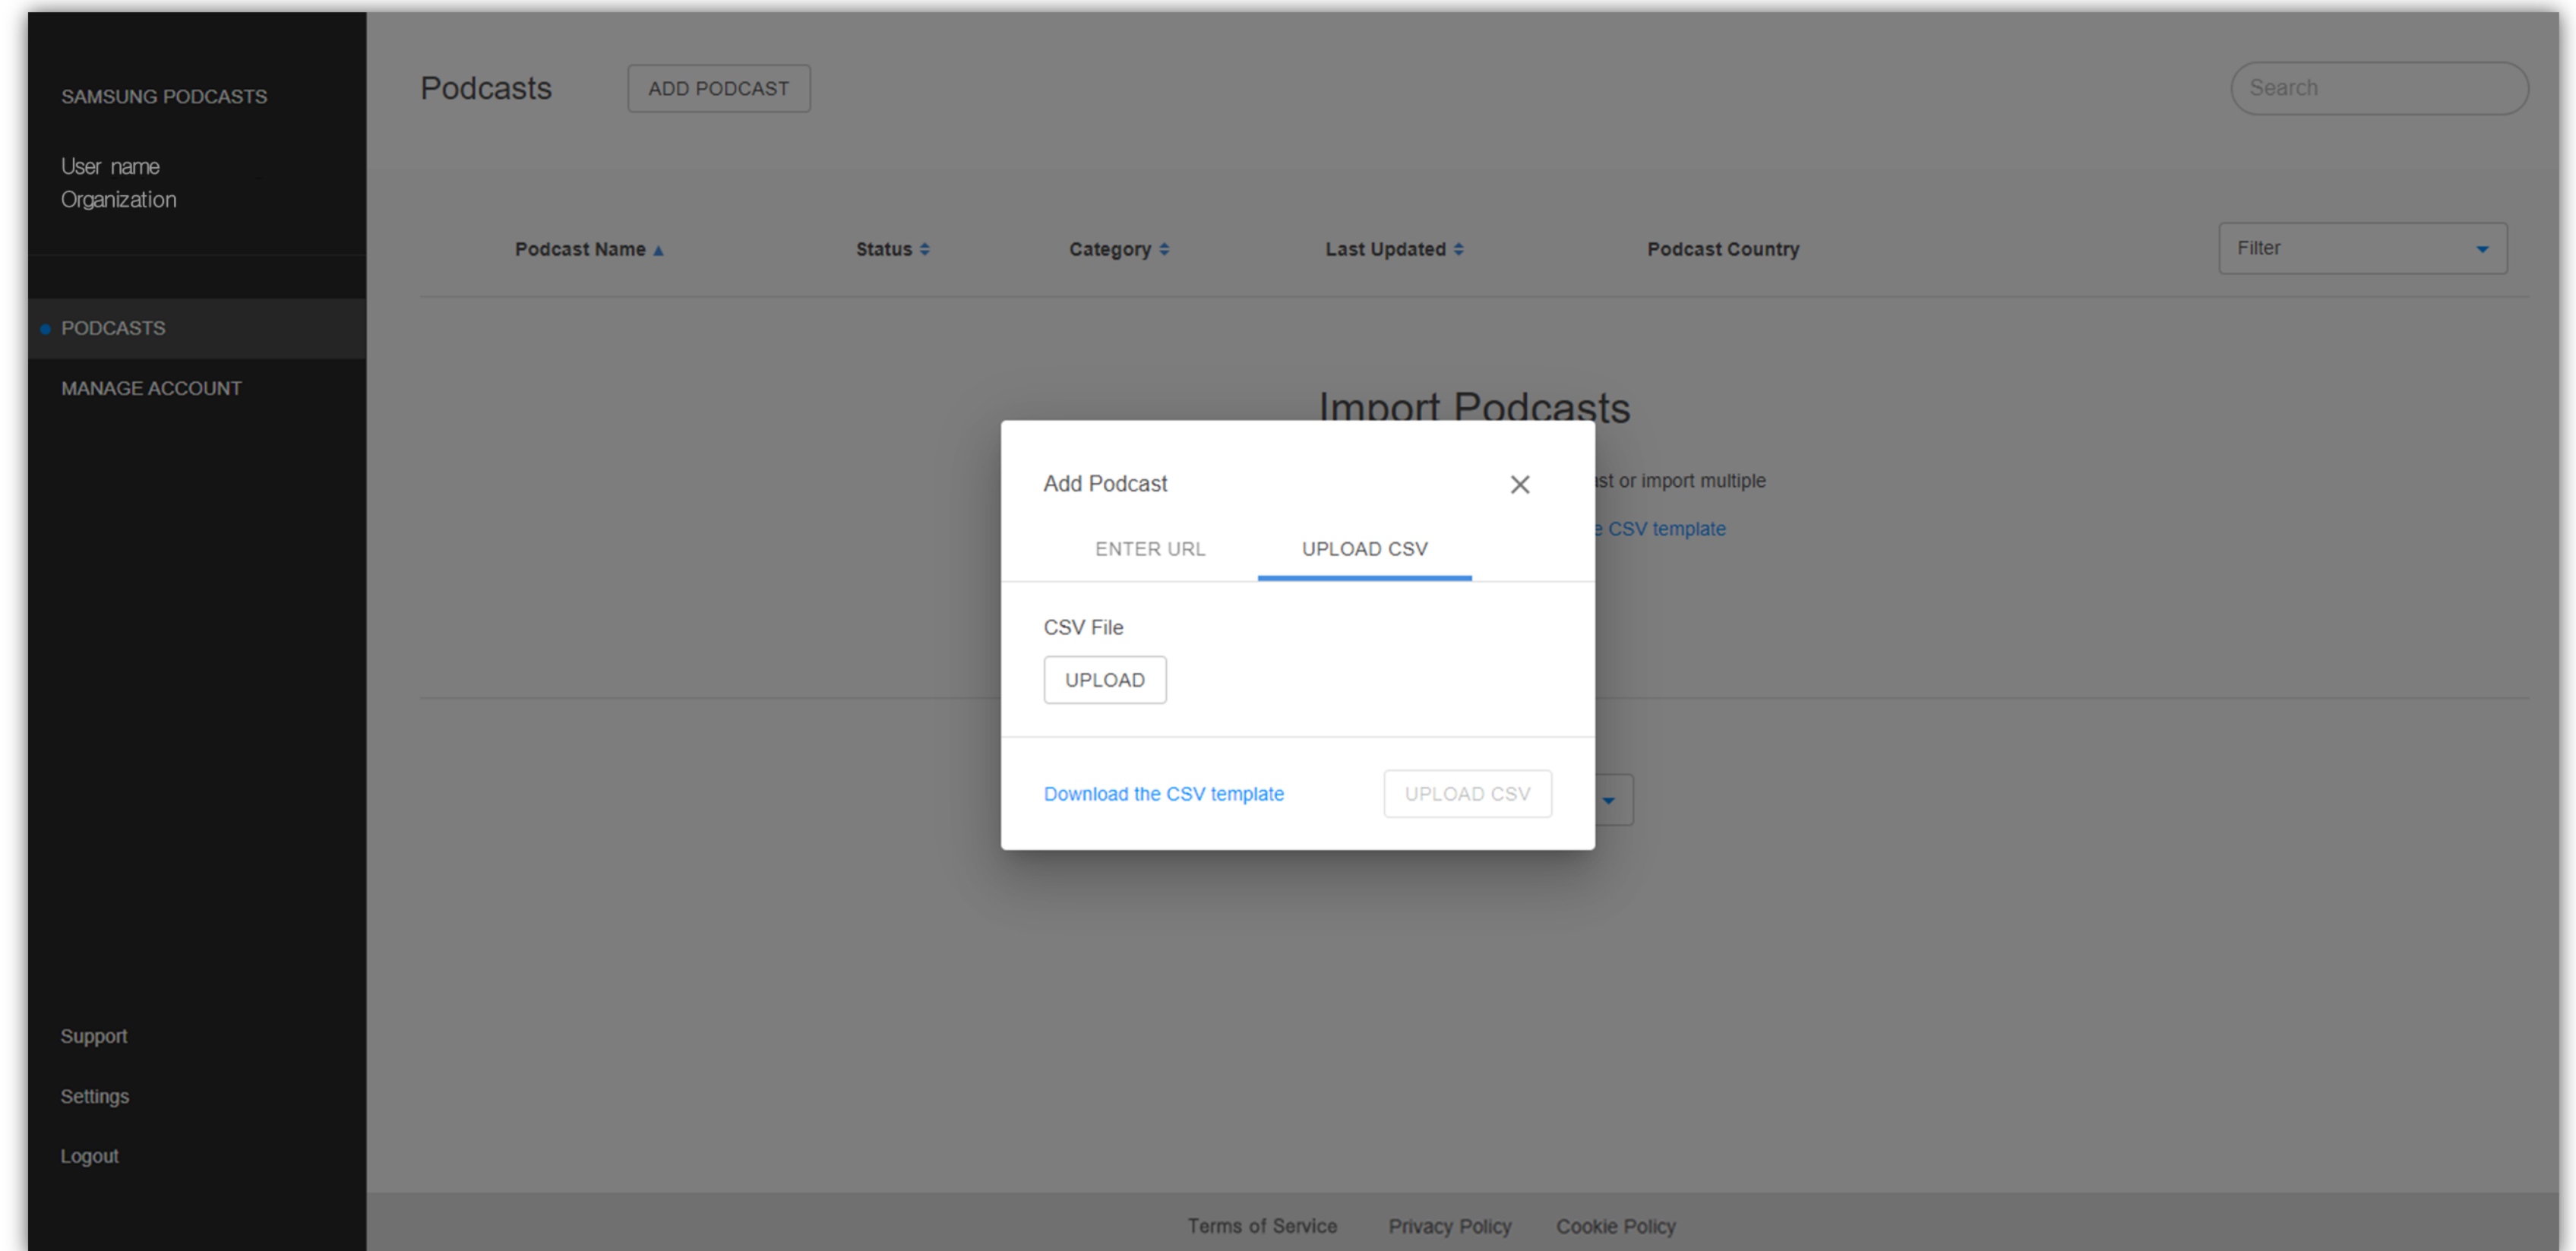 SAMSUNG PODCASTS
User name
Organization
PODCASTS
MANAGE ACCOUNT
Support
Settings
Logout
Podcasts
ADD PODCAST
Search
Podcast Name Status Category Last Updated Podcast Country
Filter
Import Podcasts
or import multiple
CSV template
Add Podcast
ENTER URL UPLOAD CSV
CSV File
UPLOAD
Download the CSV template
UPLOAD CSV
Terms of Service Privacy Policy Cookie Policy